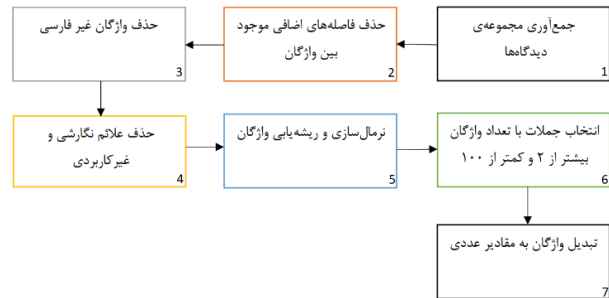 جمع‌آوری مجموعه‌ی
دیدگاه‌ها
1
حذف فاصله‌های اضافی موجود
بین واژگان
2
حذف واژگان غیر فارسی
3
حذف علائم نگارشی و
غیرکاربردی
4
نرمال‌سازی و ریشه‌یابی واژگان
5
انتخاب جملات با تعداد واژگان
بیشتر از ۲ و کمتر از ۱۰۰
6
تبدیل واژگان به مقادیر عددی
7